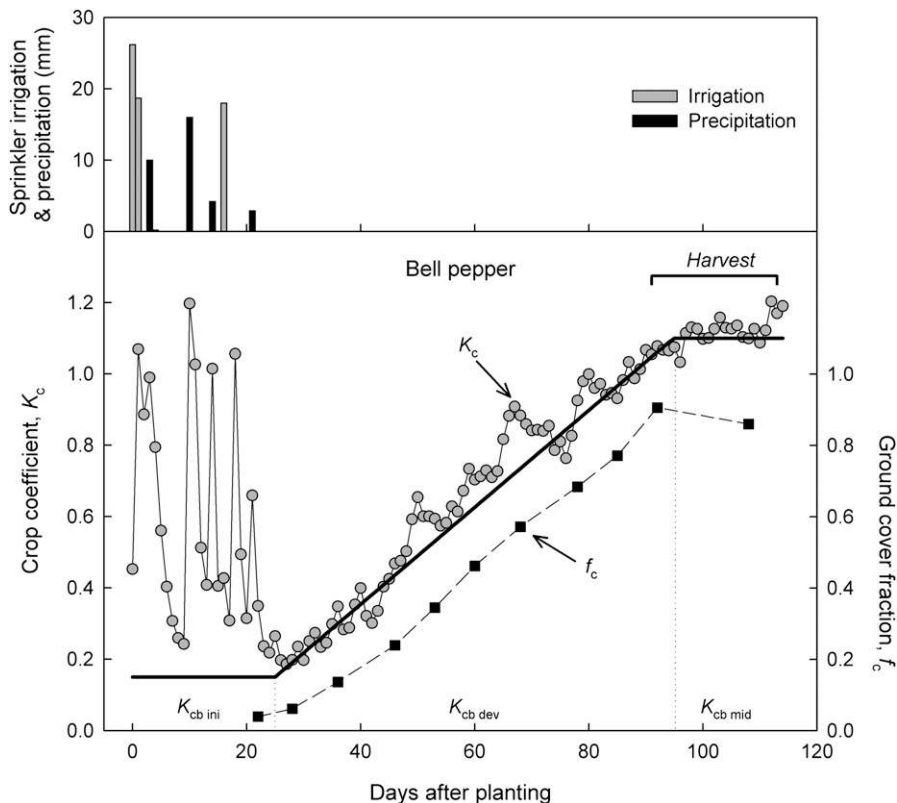 Sprinkler irrigation
& precipitation (mm)
30
20
10
0
Irrigation
Precipitation
Bell pepper
Harvest
Kc
fc
Kcb ini
Kcb dev
Kcb mid
Crop coefficient, Kc
1.2
1.0
0.8
0.6
0.4
0.2
0.0
Ground cover fraction, fc
1.0
0.8
0.6
0.4
0.2
0.0
0
20
40
60
80
100
120
Days after planting